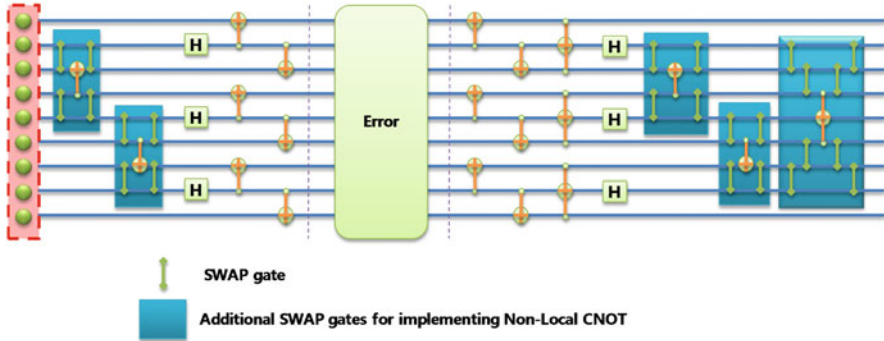 H
H
H
Error
H
H
H
SWAP gate
Additional SWAP gates for implementing Non-Local CNOT